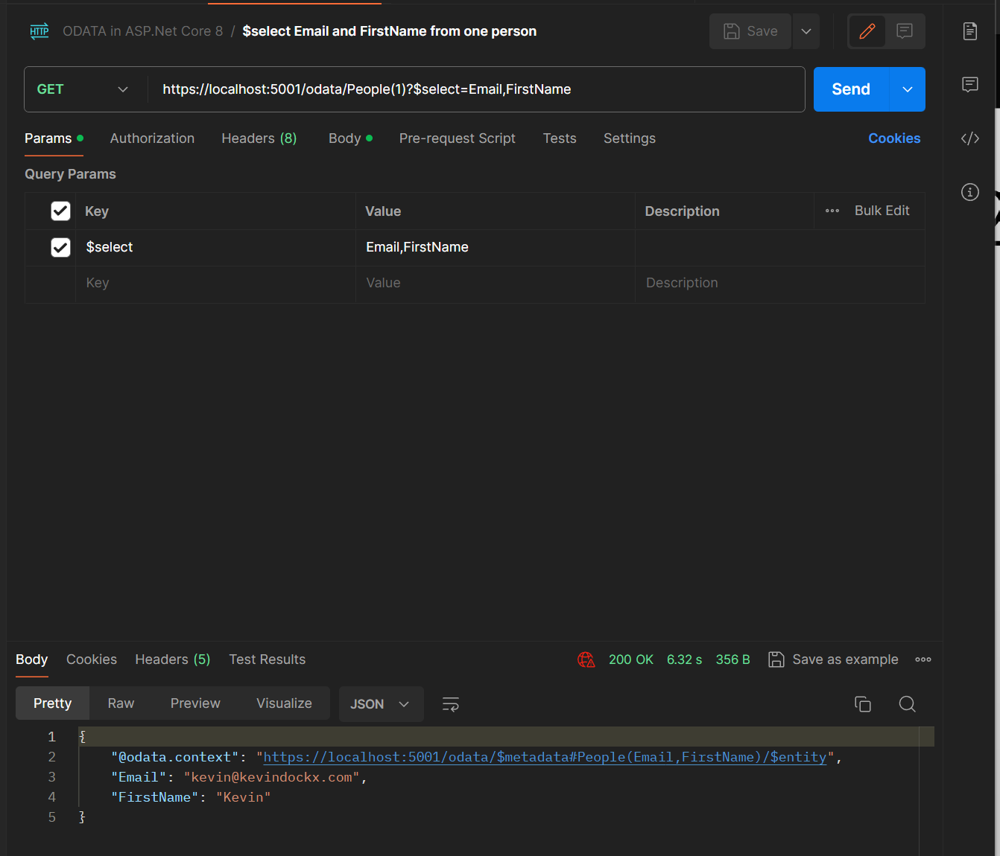 HTTP ODATA in ASP.Net Core 8 / $select Email and FirstName from one person Save
GET https://localhost:5001/odata/People(1)?$select=Email,FirstName Send
Params Authorization Headers (8) Body Pre-request Script Tests Settings Cookies
Query Params
Key Value Description Bulk Edit
$select Email,FirstName
Key Value Description
Body Cookies Headers (5) Test Results 200 OK 6.32 s 356 B Save as example
Pretty Raw Preview Visualize JSON
1 {
2 "@odata.context": "https://localhost:5001/odata/$metadata#People(Email,FirstName)/$entity",
3 "Email": "kevin@kevindockx.com",
4 "FirstName": "Kevin"
5 }